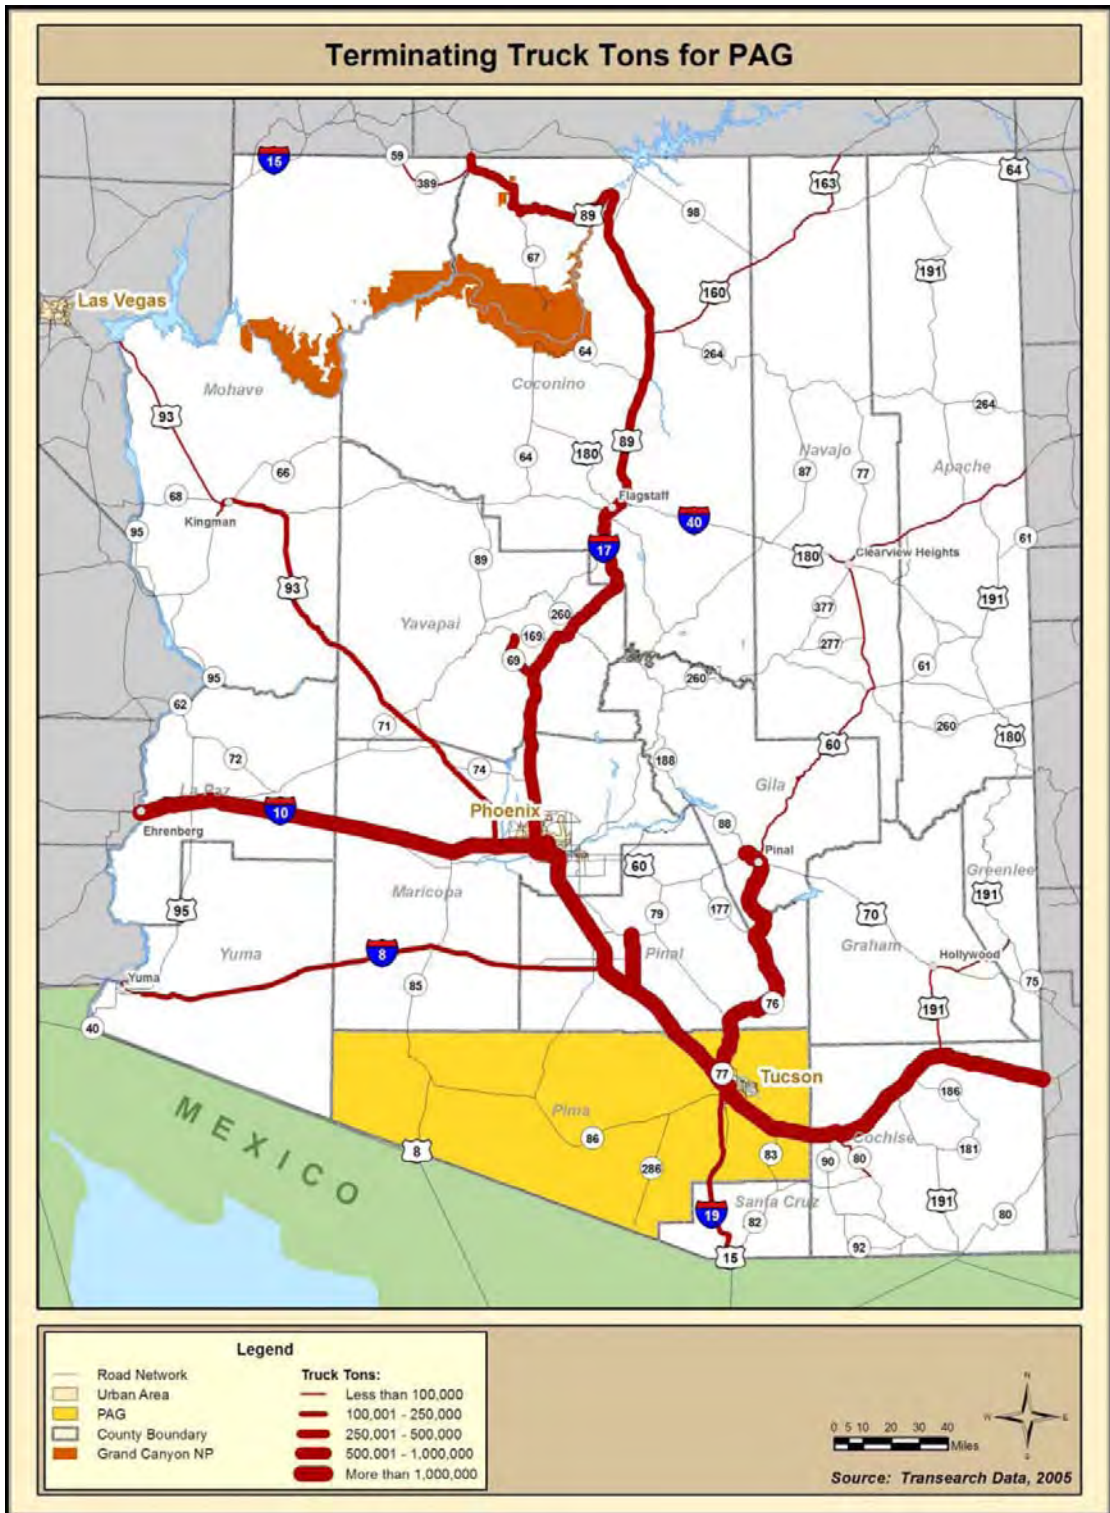 Terminating Truck Tons for PAG
15
59
389
89
98
163
64
67
191
160
Las Vegas
64
264
Mohave
Coconino
93
264
89
180
64
66
Navajo
87
77
Apache
68
Kingman
Flagstaff
40
95
17
180
Clearview Heights
61
93
89
191
377
Yavapai
260
169
277
69
61
95
260
62
71
260
180
60
72
74
188
La Paz
Gila
10
Phoenix
88
Ehrenberg
Pinal
60
Greenlee
Maricopa
191
95
79
177
70
Yuma
8
Pinal
Graham
Hollywood
Yuma
85
75
76
191
40
77
Tucson
186
MEXICO
Pima
86
Cochise
8
83
90
80
181
286
191
Santa Cruz
19
82
80
15
92
Legend
Road Network
Urban Area
PAG
County Boundary
Grand Canyon NP
Truck Tons:
Less than 100,000
100,001 - 250,000
250,001 - 500,000
500,001 - 1,000,000
More than 1,000,000
N
W
E
S
0 5 10 20 30 40
Miles
Source: Transearch Data, 2005